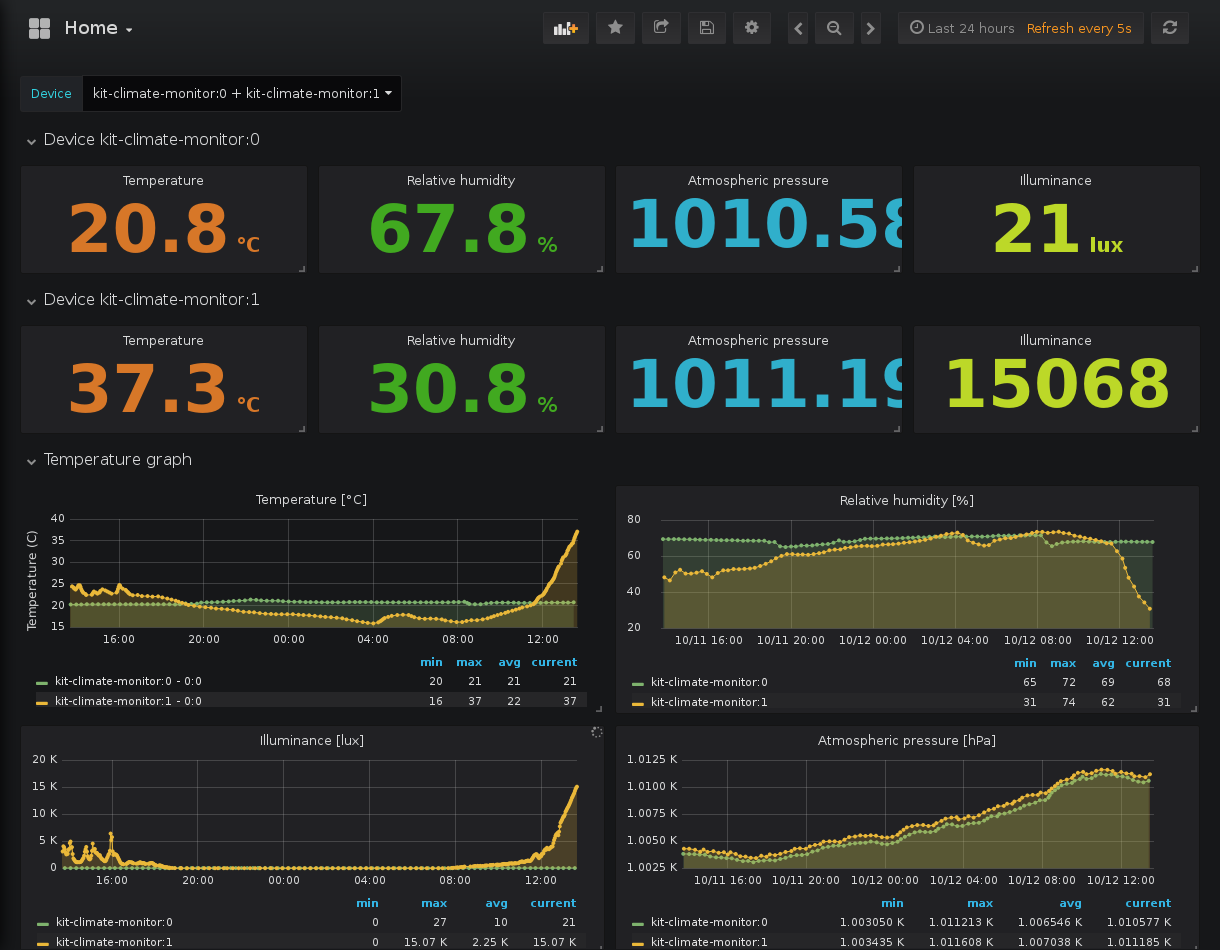 Home
Last 24 hours Refresh every 5s
Device kit-climate-monitor:0 + kit-climate-monitor:1
Device kit-climate-monitor:0
Temperature Relative humidity Atmospheric pressure Illuminance
20.8 °C 67.8 % 1010.58 21 lux
Device kit-climate-monitor:1
Temperature Relative humidity Atmospheric pressure Illuminance
37.3 °C 30.8 % 1011.19 15068
Temperature graph
Temperature [°C]
Temperature (C)
40
35
30
25
20
15
16:00 20:00 00:00 04:00 08:00 12:00
min max avg current
kit-climate-monitor:0 - 0:0 20 21 21 21
kit-climate-monitor:1 - 0:0 16 37 22 37
Relative humidity [%]
80
60
40
20
10/11 16:00 10/11 20:00 10/12 00:00 10/12 04:00 10/12 08:00 10/12 12:00
min max avg current
kit-climate-monitor:0 65 72 69 68
kit-climate-monitor:1 31 74 62 31
Illuminance [lux]
20 K
15 K
10 K
5 K
0
16:00 20:00 00:00 04:00 08:00 12:00
min max avg current
kit-climate-monitor:0 0 27 10 21
kit-climate-monitor:1 0 15.07 K 2.25 K 15.07 K
Atmospheric pressure [hPa]
1.0125 K
1.0100 K
1.0075 K
1.0050 K
1.0025 K
10/11 16:00 10/11 20:00 10/12 00:00 10/12 04:00 10/12 08:00 10/12 12:00
min max avg current
kit-climate-monitor:0 1.003050 K 1.011213 K 1.006546 K 1.010577 K
kit-climate-monitor:1 1.003435 K 1.011608 K 1.007038 K 1.011185 K